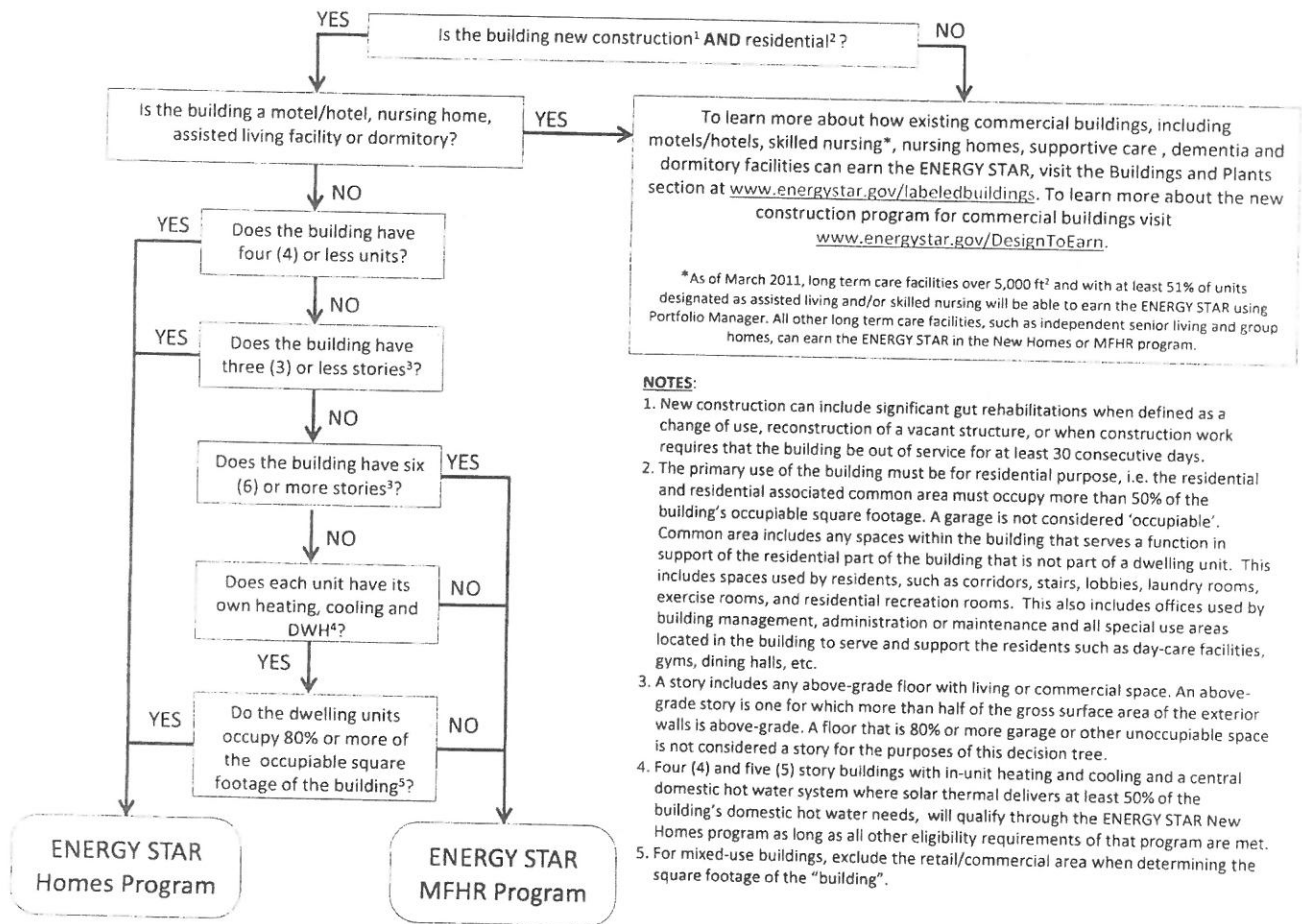 YES
Is the building new construction¹ AND residential² ?
NO
Is the building a motel/hotel, nursing home,
assisted living facility or dormitory?
YES
To learn more about how existing commercial buildings, including
motels/hotels, skilled nursing*, nursing homes, supportive care , dementia and
dormitory facilities can earn the ENERGY STAR, visit the Buildings and Plants
section at www.energystar.gov/labeledbuildings. To learn more about the new
construction program for commercial buildings visit
www.energystar.gov/DesignToEarn.
*As of March 2011, long term care facilities over 5,000 ft² and with at least 51% of units
designated as assisted living and/or skilled nursing will be able to earn the ENERGY STAR using
Portfolio Manager. All other long term care facilities, such as independent senior living and group
homes, can earn the ENERGY STAR in the New Homes or MFHR program.
NO
YES
Does the building have
four (4) or less units?
NO
YES
Does the building have
three (3) or less stories³?
NO
Does the building have six
(6) or more stories³?
YES
NO
Does each unit have its
own heating, cooling and
DWH⁴?
NO
YES
YES
Do the dwelling units
occupy 80% or more of
the occupiable square
footage of the building⁵?
NO
ENERGY STAR
Homes Program
ENERGY STAR
MFHR Program
NOTES:
1. New construction can include significant gut rehabilitations when defined as a
change of use, reconstruction of a vacant structure, or when construction work
requires that the building be out of service for at least 30 consecutive days.
2. The primary use of the building must be for residential purpose, i.e. the residential
and residential associated common area must occupy more than 50% of the
building's occupiable square footage. A garage is not considered 'occupiable'.
Common area includes any spaces within the building that serves a function in
support of the residential part of the building that is not part of a dwelling unit. This
includes spaces used by residents, such as corridors, stairs, lobbies, laundry rooms,
exercise rooms, and residential recreation rooms. This also includes offices used by
building management, administration or maintenance and all special use areas
located in the building to serve and support the residents such as day-care facilities,
gyms, dining halls, etc.
3. A story includes any above-grade floor with living or commercial space. An above-
grade story is one for which more than half of the gross surface area of the exterior
walls is above-grade. A floor that is 80% or more garage or other unoccupiable space
is not considered a story for the purposes of this decision tree.
4. Four (4) and five (5) story buildings with in-unit heating and cooling and a central
domestic hot water system where solar thermal delivers at least 50% of the
building's domestic hot water needs, will qualify through the ENERGY STAR New
Homes program as long as all other eligibility requirements of that program are met.
5. For mixed-use buildings, exclude the retail/commercial area when determining the
square footage of the "building".